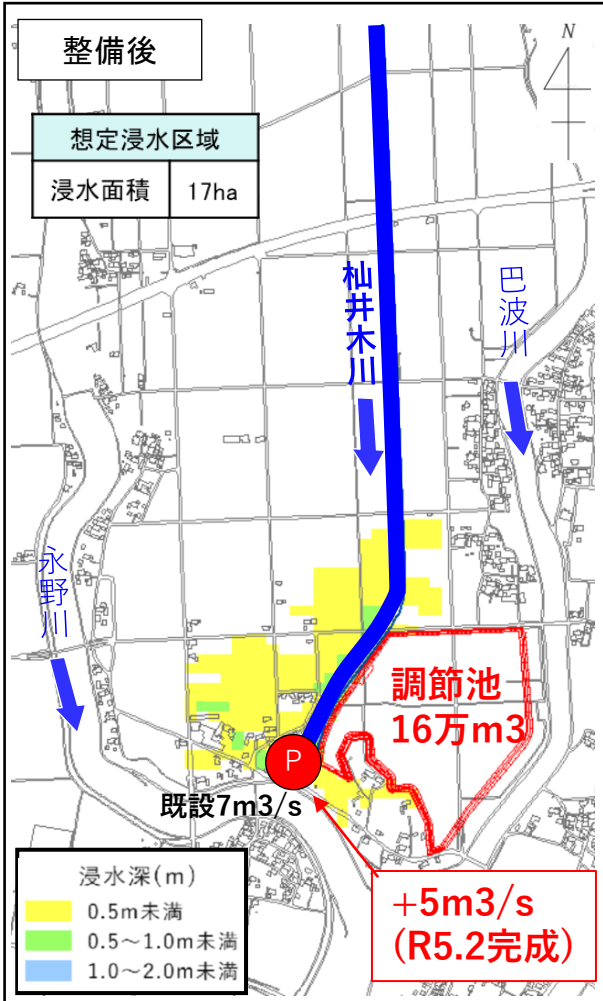 整備後
N
想定浸水区域
浸水面積 17ha
杣井木川
巴波川
永野川
調節池
16万m3
P
既設7m3/s
浸水深(m)
0.5m未満
0.5～1.0m未満
1.0～2.0m未満
+5m3/s
(R5.2完成)